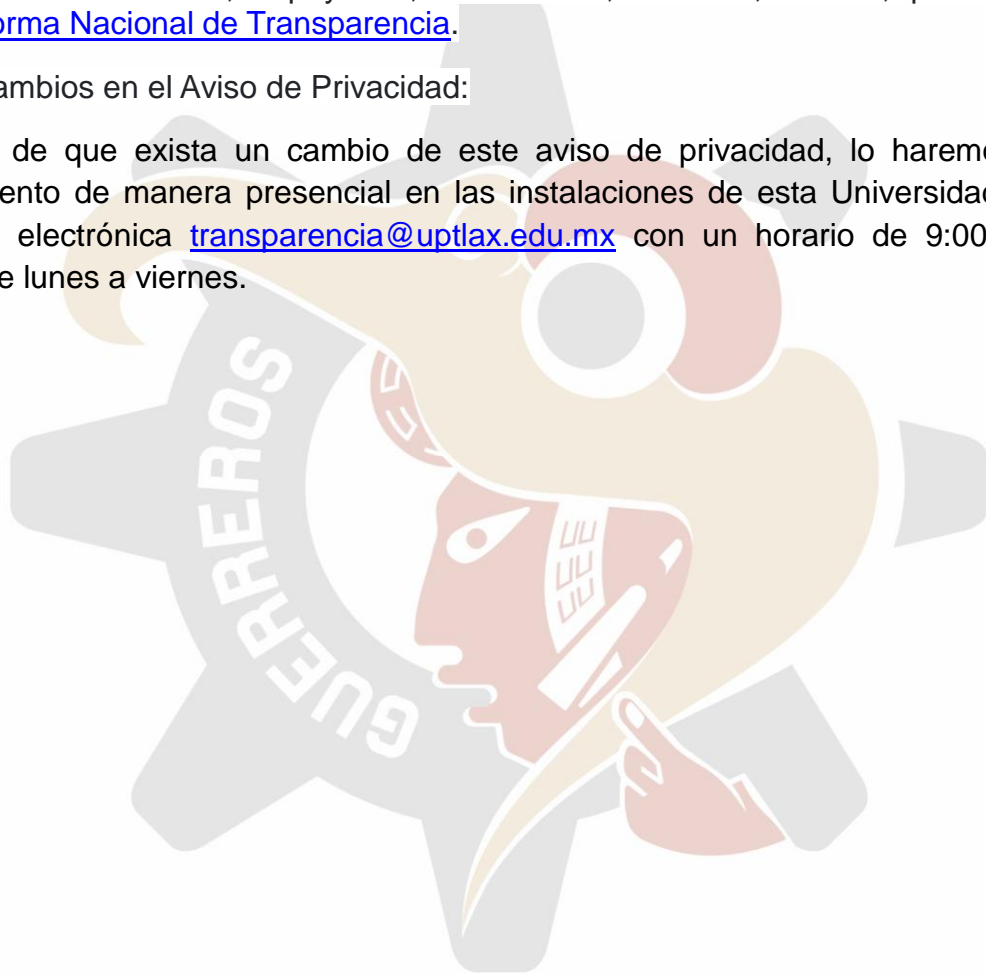 orma Nacional de Transparencia.
ambios en el Aviso de Privacidad:
de que exista un cambio de este aviso de privacidad, lo harem
ento de manera presencial en las instalaciones de esta Universida
electrónica transparencia@uptlax.edu.mx con un horario de 9:00
e lunes a viernes.
GUERREROS